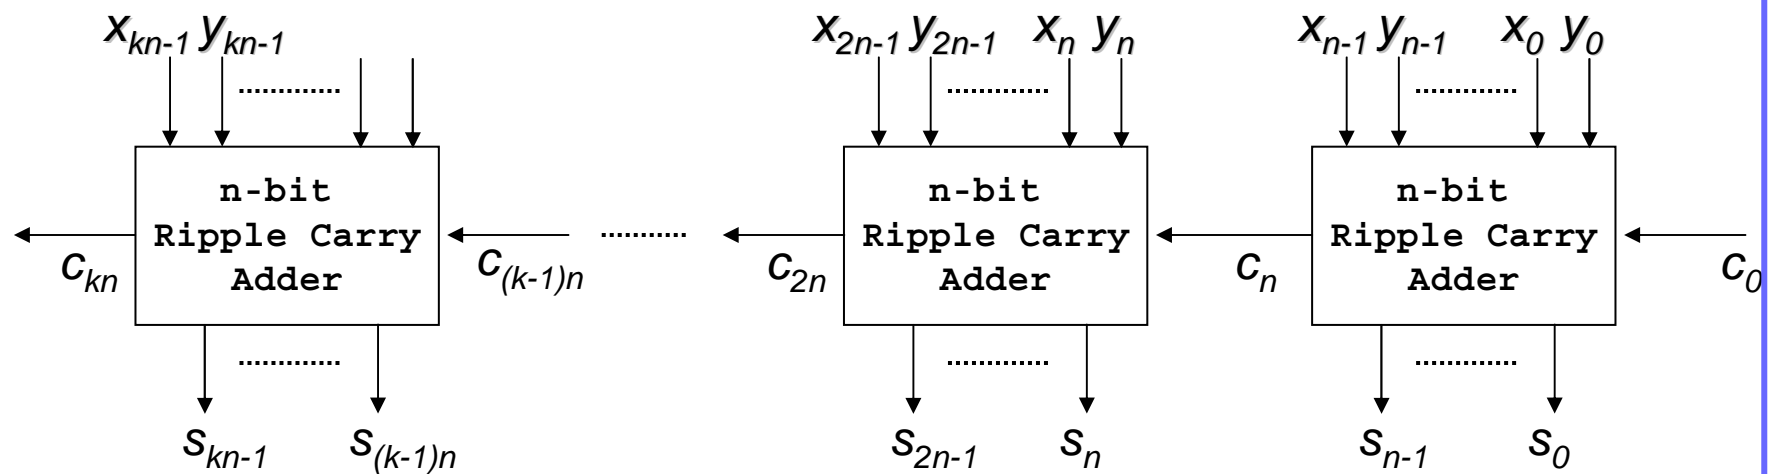 x_{kn-1} y_{kn-1} x_{2n-1} y_{2n-1} x_n y_n x_{n-1} y_{n-1} x_0 y_0
n-bit
Ripple Carry
Adder
n-bit
Ripple Carry
Adder
n-bit
Ripple Carry
Adder
c_{kn} c_{(k-1)n} c_{2n} c_n c_0
s_{kn-1} s_{(k-1)n} s_{2n-1} s_n s_{n-1} s_0